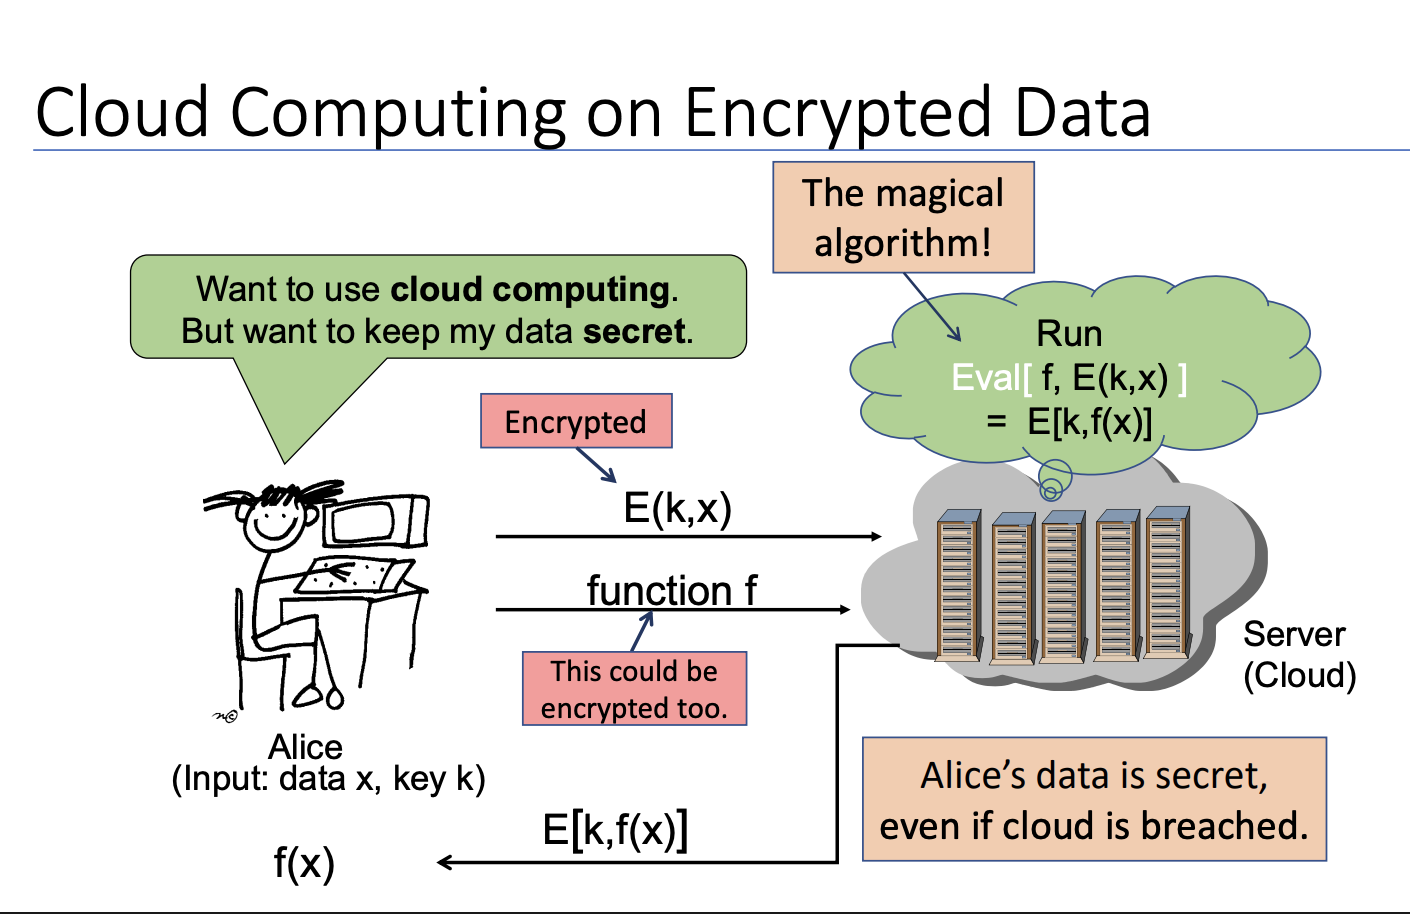 Cloud Computing on Encrypted Data
The magical
algorithm!
Want to use cloud computing.
But want to keep my data secret.
Run
Eval[ f, E(k,x) ]
= E[k,f(x)]
Encrypted
E(k,x)
function f
This could be
encrypted too.
Server
(Cloud)
Alice
(Input: data x, key k)
Alice’s data is secret,
even if cloud is breached.
E[k,f(x)]
f(x)